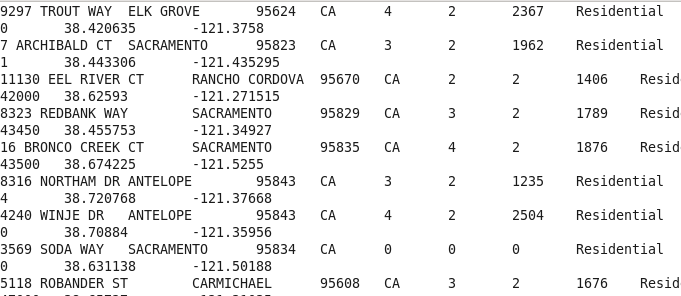 9297 TROUT WAY ELK GROVE 95624 CA 4 2 2367 Residential
0 38.420635 -121.3758
7 ARCHIBALD CT SACRAMENTO 95823 CA 3 2 1962 Residential
1 38.443306 -121.435295
11130 EEL RIVER CT RANCHO CORDOVA 95670 CA 2 2 1406 Resid
42000 38.62593 -121.271515
8323 REDBANK WAY SACRAMENTO 95829 CA 3 2 1789 Resid
43450 38.455753 -121.34927
16 BRONCO CREEK CT SACRAMENTO 95835 CA 4 2 1876 Resid
43500 38.674225 -121.5255
8316 NORTHAM DR ANTELOPE 95843 CA 3 2 1235 Residential
4 38.720768 -121.37668
4240 WINJE DR ANTELOPE 95843 CA 4 2 2504 Residential
0 38.70884 -121.35956
3569 SODA WAY SACRAMENTO 95834 CA 0 0 0 Residential
0 38.631138 -121.50188
5118 ROBANDER ST CARMICHAEL 95608 CA 3 2 1676 Resid